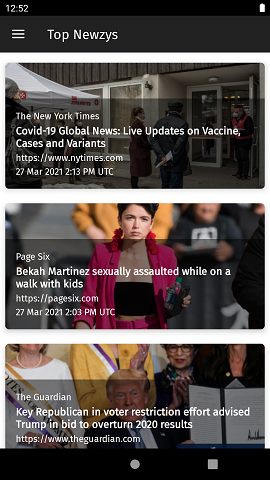 12:52
Top Newzys
The New York Times
Covid-19 Global News: Live Updates on Vaccine,
Cases and Variants
https://www.nytimes.com
27 Mar 2021 2:13 PM UTC
Page Six
Bekah Martinez sexually assaulted while on a
walk with kids
https://pagesix.com
27 Mar 2021 2:03 PM UTC
The Guardian
Key Republican in voter restriction effort advised
Trump in bid to overturn 2020 results
https://www.theguardian.com